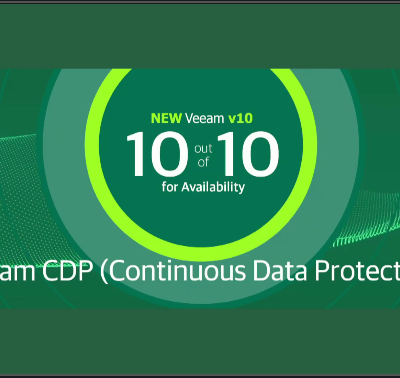 NEW Veeam v10
10 out of 10
for Availability
am CDP (Continuous Data Protect